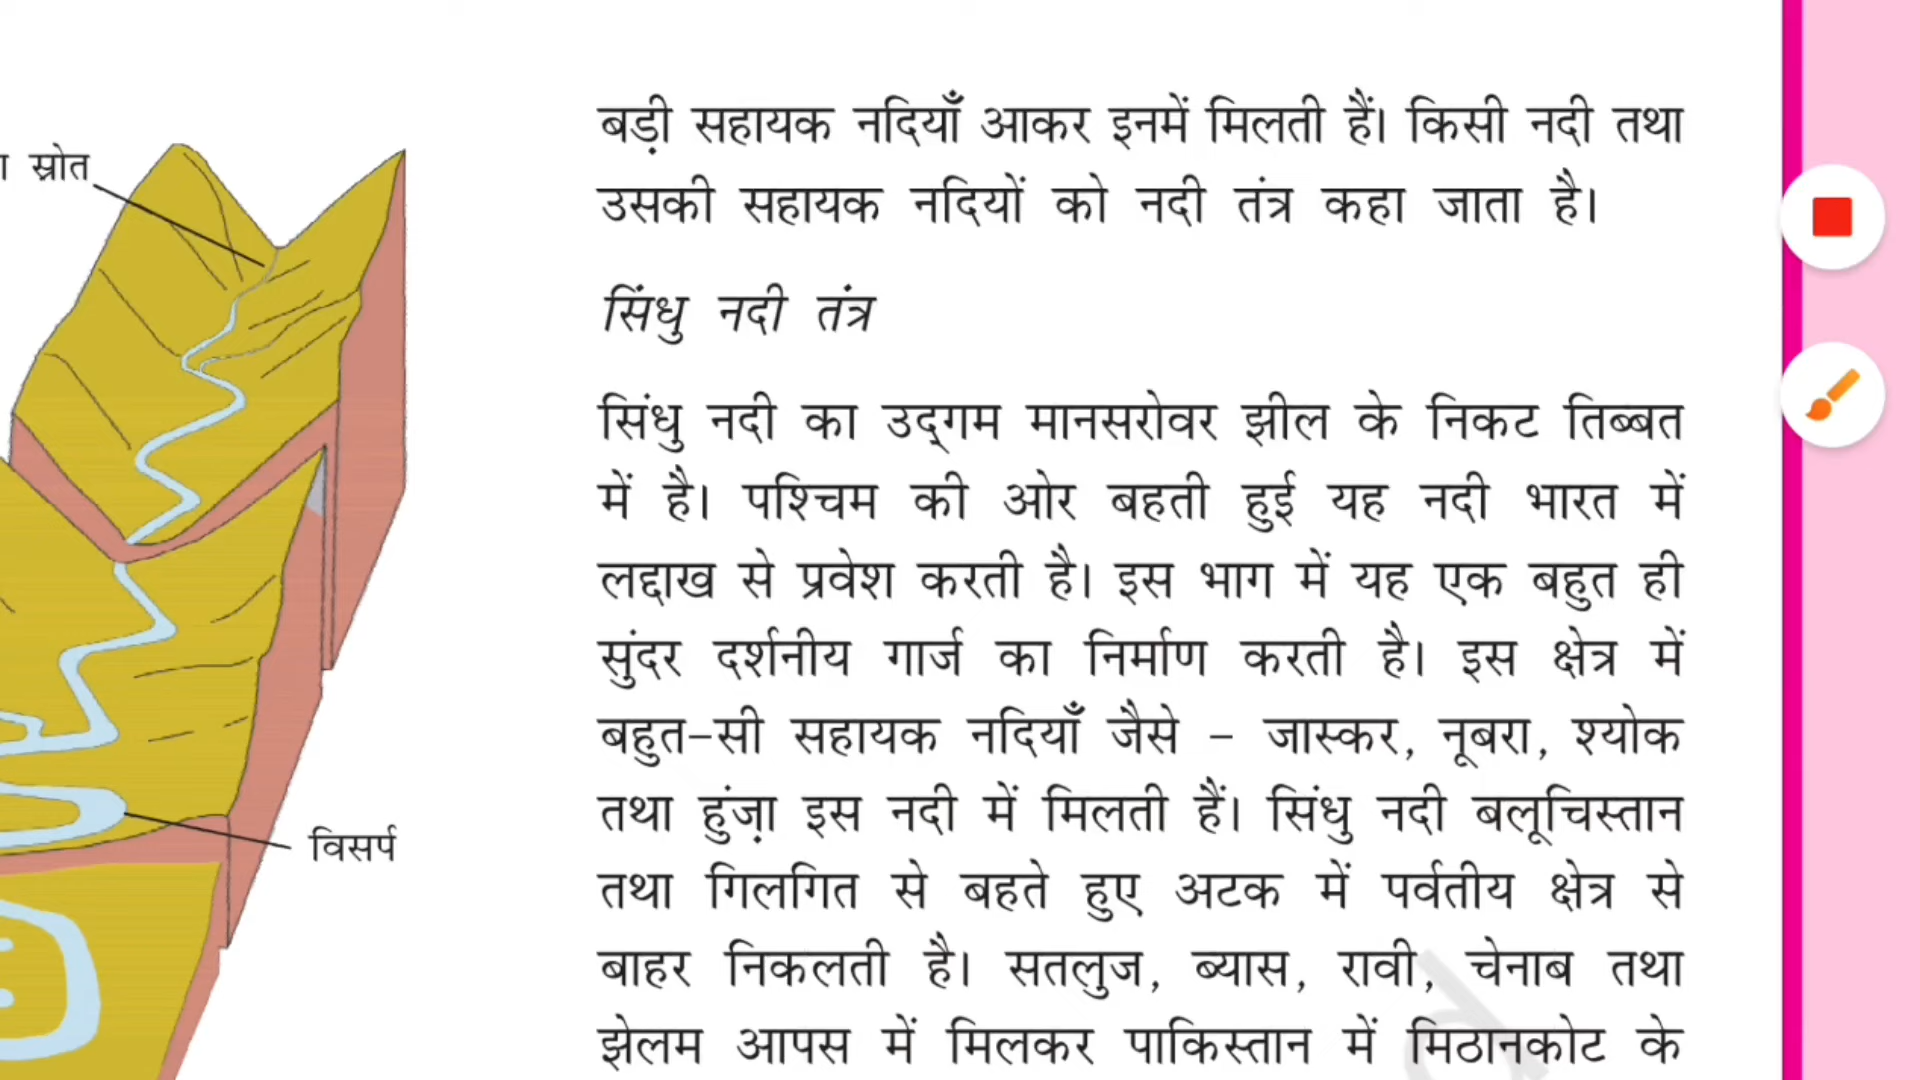 स्रोत
बड़ी सहायक नदियाँ आकर इनमें मिलती हैं। किसी नदी तथा
उसकी सहायक नदियों को नदी तंत्र कहा जाता है।
सिंधु नदी तंत्र
सिंधु नदी का उद्‌गम मानसरोवर झील के निकट तिब्बत
में है। पश्चिम की ओर बहती हुई यह नदी भारत में
लद्दाख से प्रवेश करती है। इस भाग में यह एक बहुत ही
सुंदर दर्शनीय गार्ज का निर्माण करती है। इस क्षेत्र में
बहुत-सी सहायक नदियाँ जैसे - जास्कर, नूबरा, श्योक
तथा हुंज़ा इस नदी में मिलती हैं। सिंधु नदी बलूचिस्तान
तथा गिलगित से बहते हुए अटक में पर्वतीय क्षेत्र से
बाहर निकलती है। सतलुज, ब्यास, रावी, चेनाब तथा
झेलम आपस में मिलकर पाकिस्तान में मिठानकोट के
विसर्प